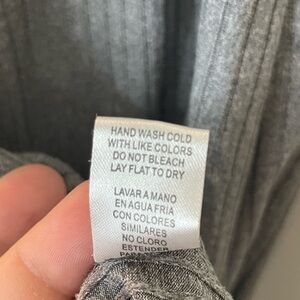 HAND WASH COLD
WITH LIKE COLORS
DO NOT BLEACH
LAY FLAT TO DRY
LAVAR A MANO
EN AGUA FRIA
CON COLORES
SIMILARES
NO CLORO
ESTENDER